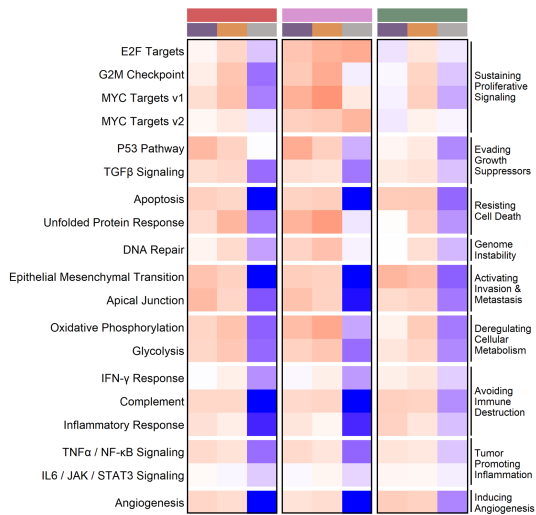 E2F Targets
G2M Checkpoint
MYC Targets v1
MYC Targets v2
Sustaining
Proliferative
Signaling
P53 Pathway
TGFβ Signaling
Evading
Growth
Suppressors
Apoptosis
Unfolded Protein Response
Resisting
Cell Death
DNA Repair
Genome
Instability
Epithelial Mesenchymal Transition
Apical Junction
Activating
Invasion &
Metastasis
Oxidative Phosphorylation
Glycolysis
Deregulating
Cellular
Metabolism
IFN-γ Response
Complement
Inflammatory Response
Avoiding
Immune
Destruction
TNFα / NF-κB Signaling
IL6 / JAK / STAT3 Signaling
Tumor
Promoting
Inflammation
Angiogenesis
Inducing
Angiogenesis